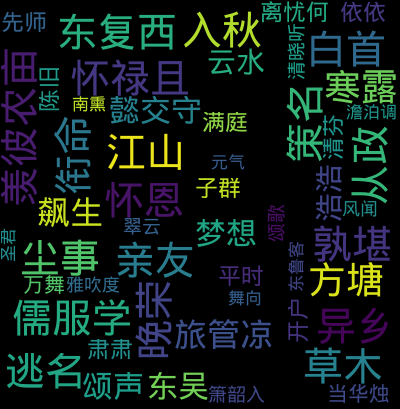 先师
东复西
入秋
离忧何
依依
怀禄且
云水
清晓听
白首
羡彼农亩
陈旧
南熏
懿交守
满庭
策名
寒露
澹泊调
清芬
从政
衔命
江山
元气
子群
怀恩
浩浩
风闻
飙生
翠云
梦想
颂歌
圣君
尘事
亲友
孰堪
东鲁客
万舞
雅吹度
平时
舞向
方塘
儒服学
晚荣
旅管凉
开户
异乡
肃肃
逃名
颂声
东吴
箫韶入
草木
当华烛